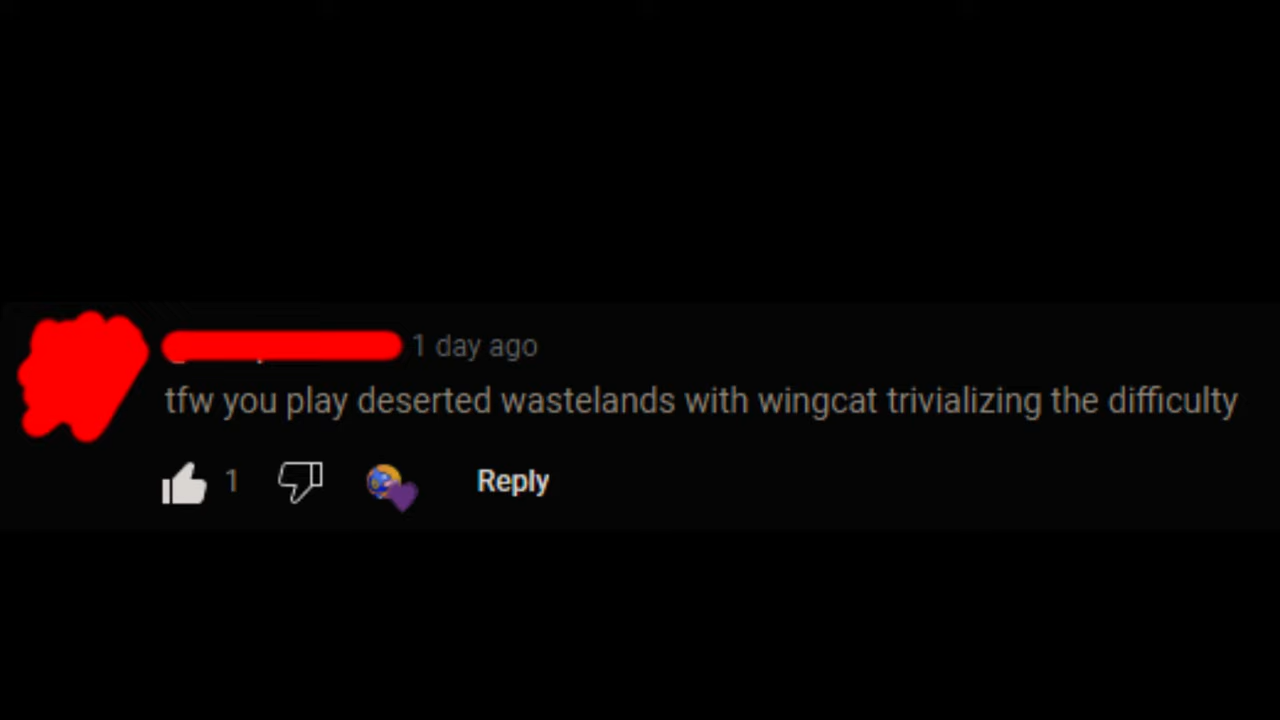 1 day ago
tfw you play deserted wastelands with wingcat trivializing the difficulty
1 Reply